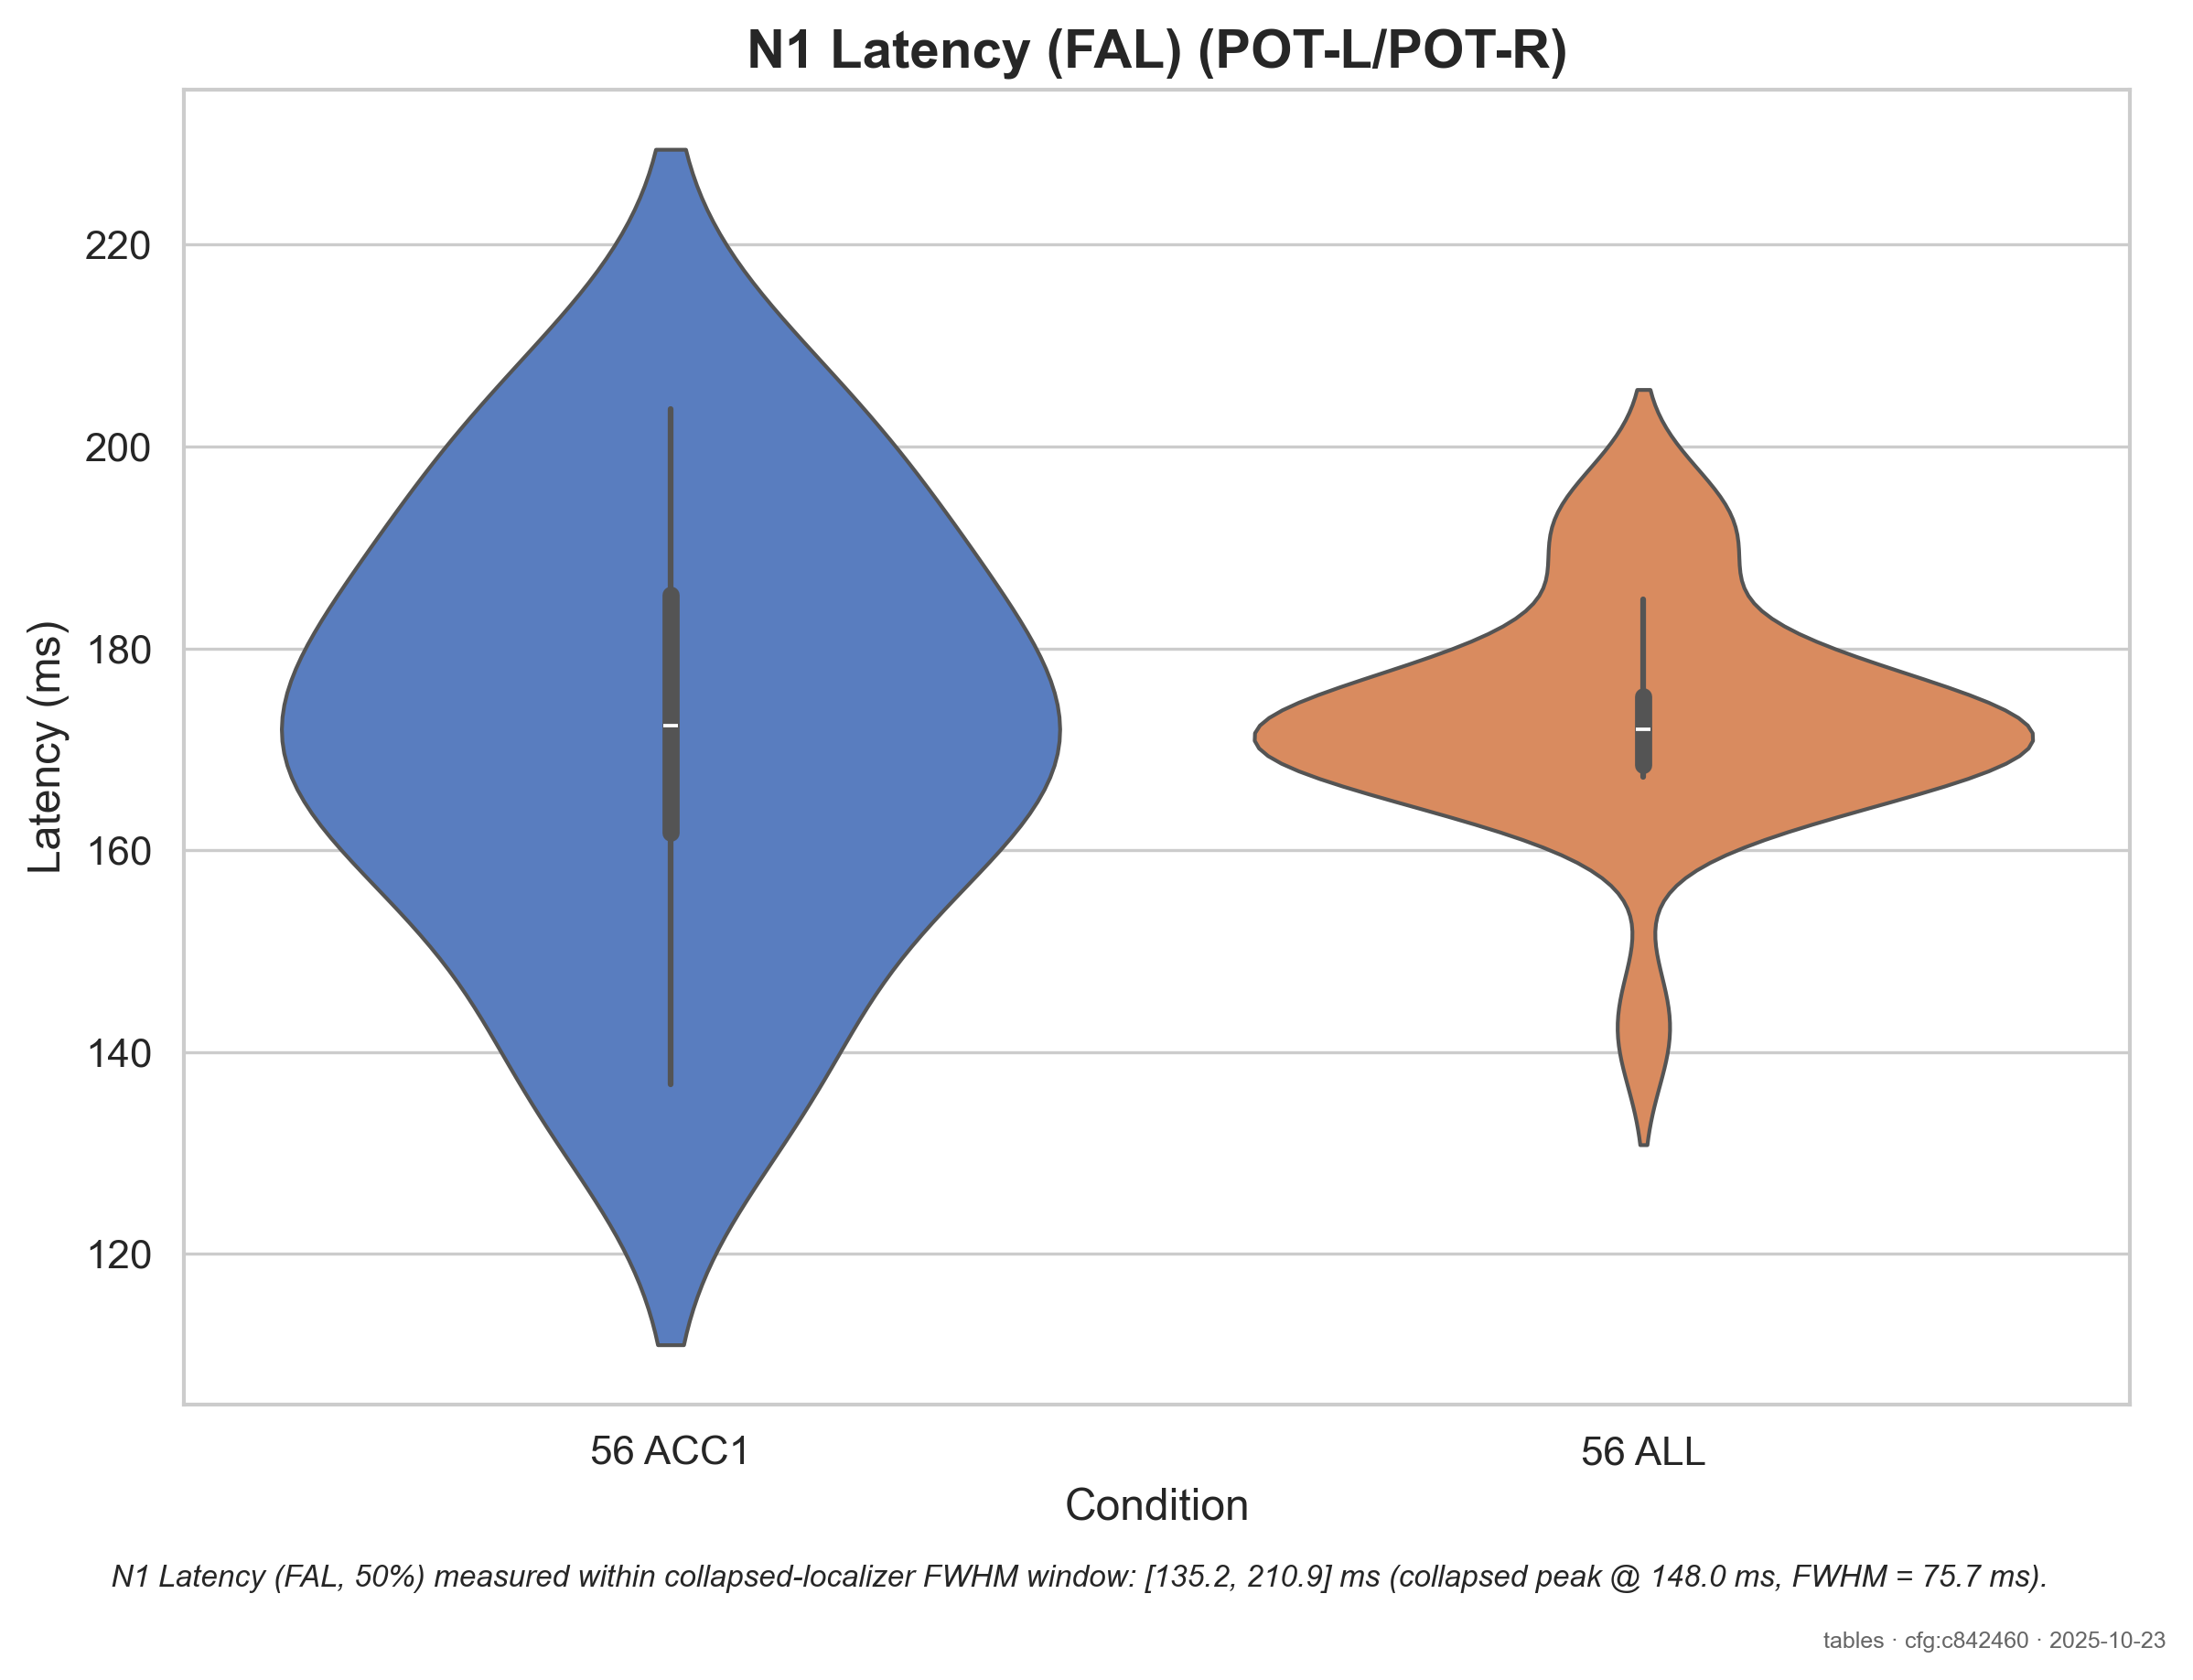 N1 Latency (FAL) (POT-L/POT-R)
Latency (ms)
220
200
180
160
140
120
56 ACC1
56 ALL
Condition
N1 Latency (FAL, 50%) measured within collapsed-localizer FWHM window: [135.2, 210.9] ms (collapsed peak @ 148.0 ms, FWHM = 75.7 ms).
tables · cfg:c842460 · 2025-10-23